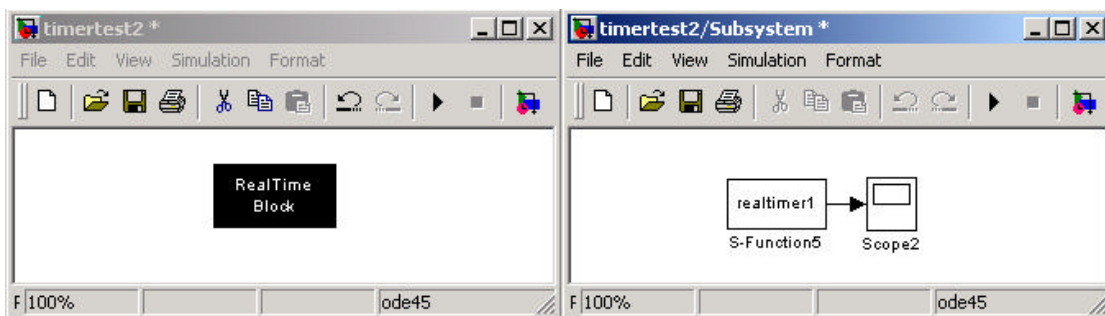 timertest2 *
File Edit View Simulation Format
RealTime
Block
F 100% ode45
timertest2/Subsystem *
File Edit View Simulation Format
realtimer1
S-Function5 Scope2
F 100% ode45